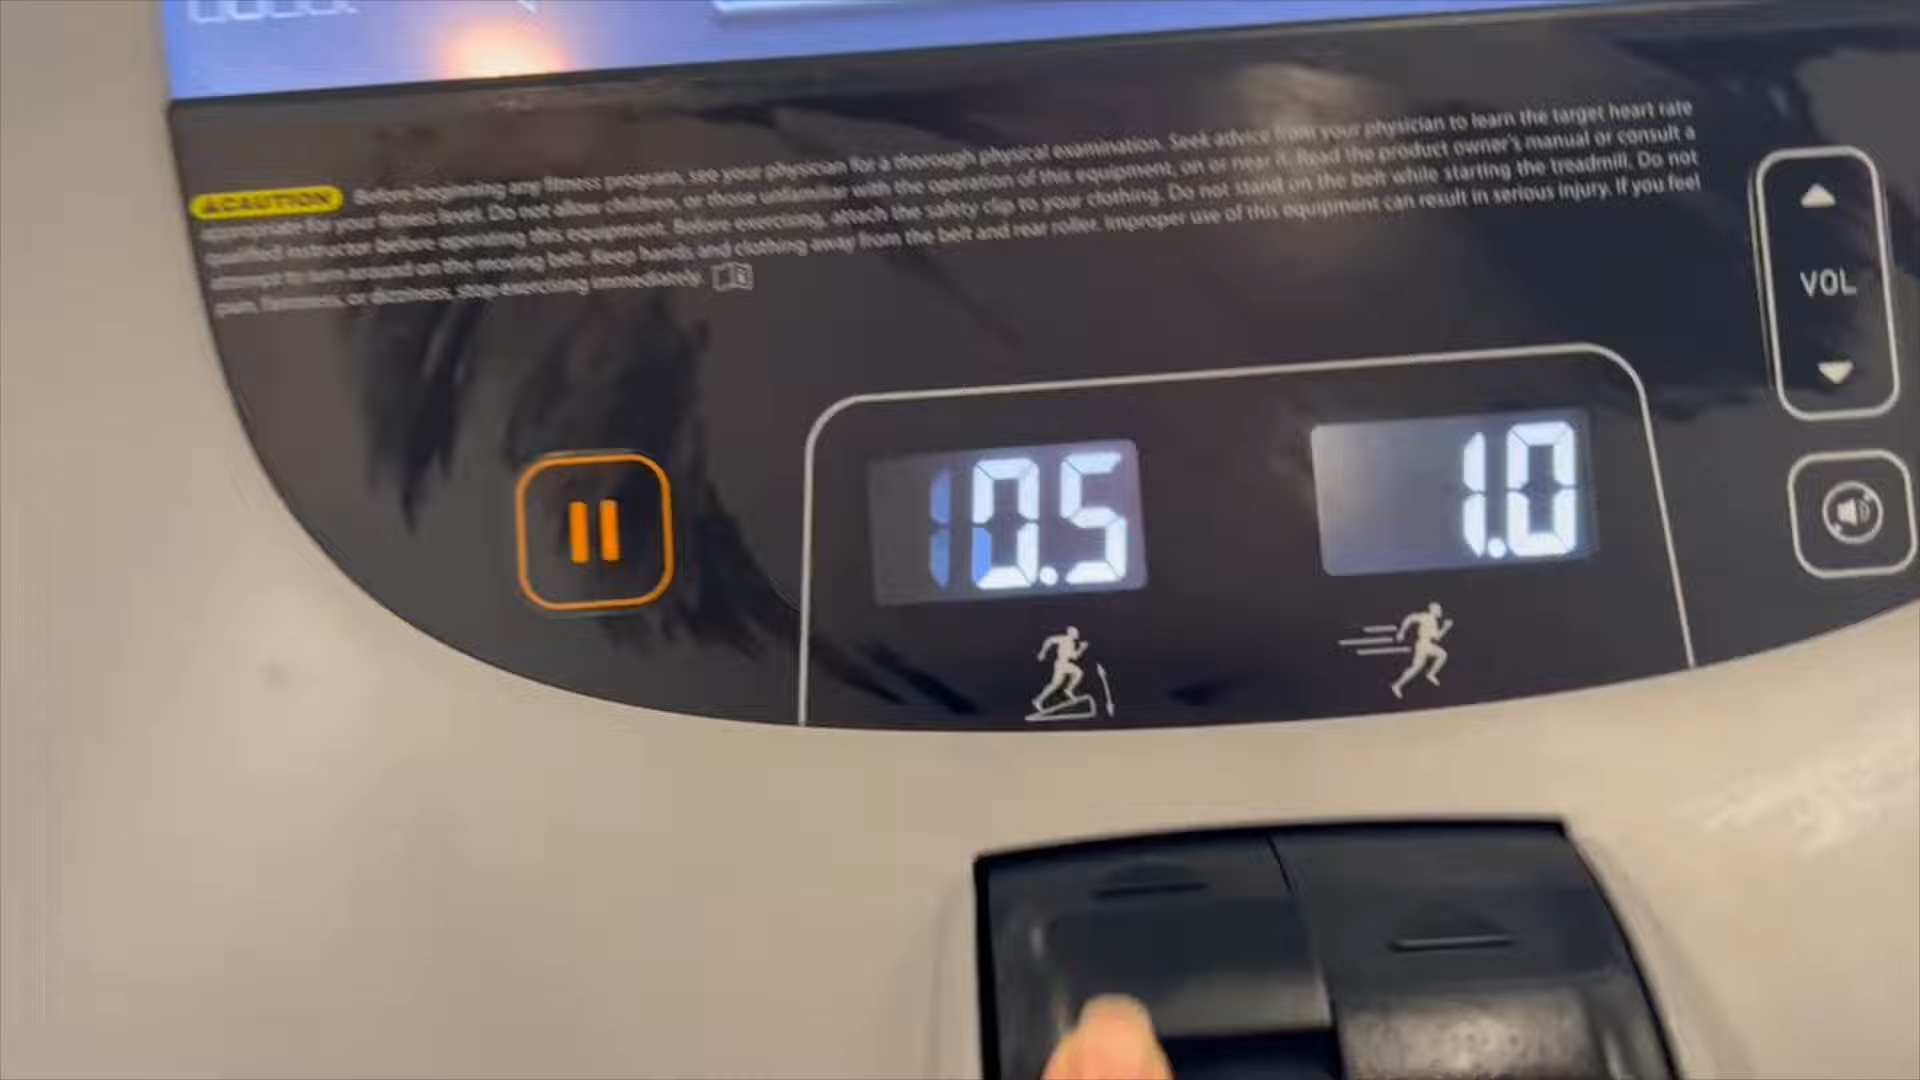 CAUTION Before beginning any fitness program, see your physician for a thorough physical examination. Seek advice from your physician to learn the target heart rate
appropriate for your fitness level. Do not allow children, or those unfamiliar with the operation of this equipment, on or near it. Read the product owner's manual or consult a
qualified instructor before operating this equipment. Before exercising, attach the safety clip to your clothing. Do not stand on the belt while starting the treadmill. Do not
attempt to turn around on the moving belt. Keep hands and clothing away from the belt and rear roller. Improper use of this equipment can result in serious injury. If you feel
pain, faintness, or dizziness, stop exercising immediately.
VOL
0.5
1.0